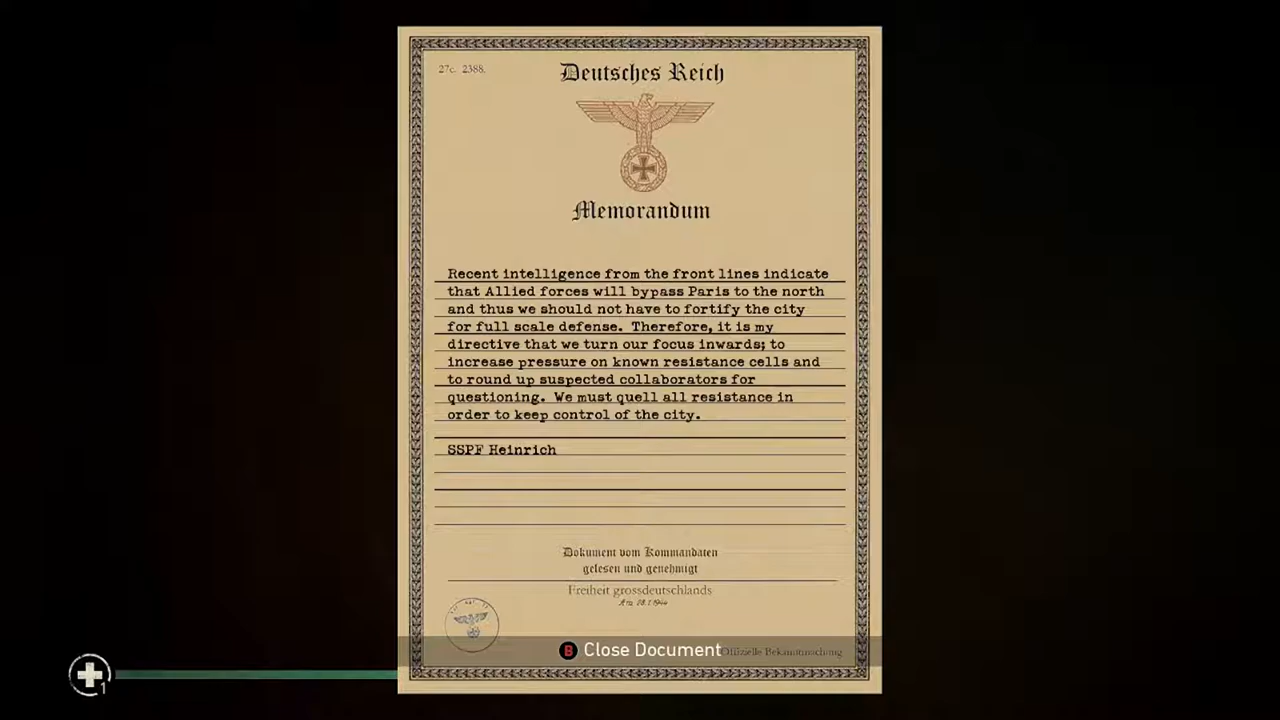 27c. 2388.
Deutsches Reich
Memorandum
Recent intelligence from the front lines indicate
that Allied forces will bypass Paris to the north
and thus we should not have to fortify the city
for full scale defense. Therefore, it is my
directive that we turn our focus inwards; to
increase pressure on known resistance cells and
to round up suspected collaborators for
questioning. We must quell all resistance in
order to keep control of the city.
SSPF Heinrich
Dokument vom Kommandaten
gelesen und genehmigt
Freiheit grossdeutschlands
B Close Document
Offizielle Bekanntmachung
1